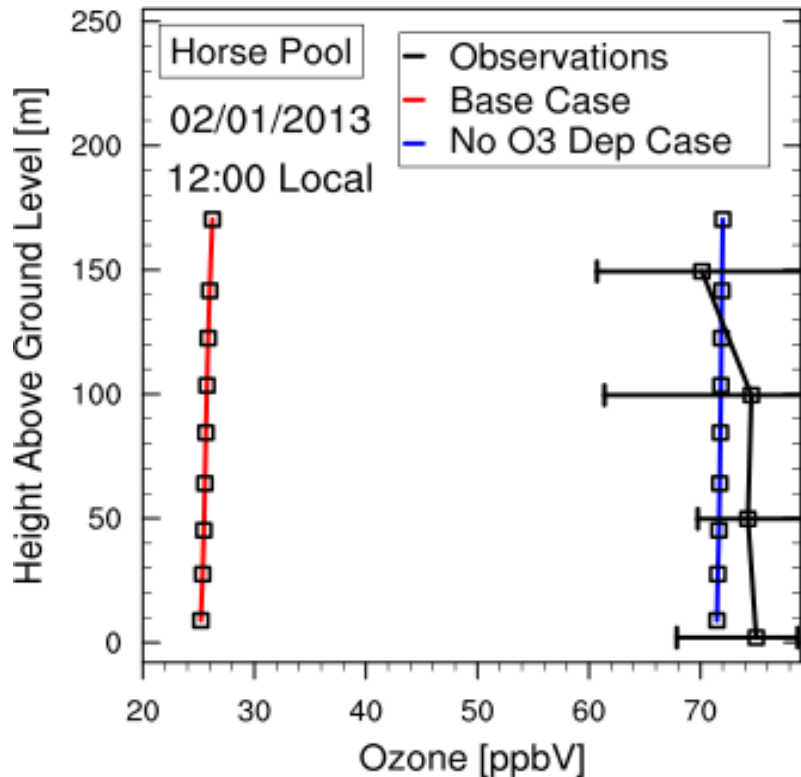 Horse Pool
02/01/2013
12:00 Local
Observations
Base Case
No O3 Dep Case
Height Above Ground Level [m]
250
200
150
100
50
0
20 30 40 50 60 70
Ozone [ppbV]